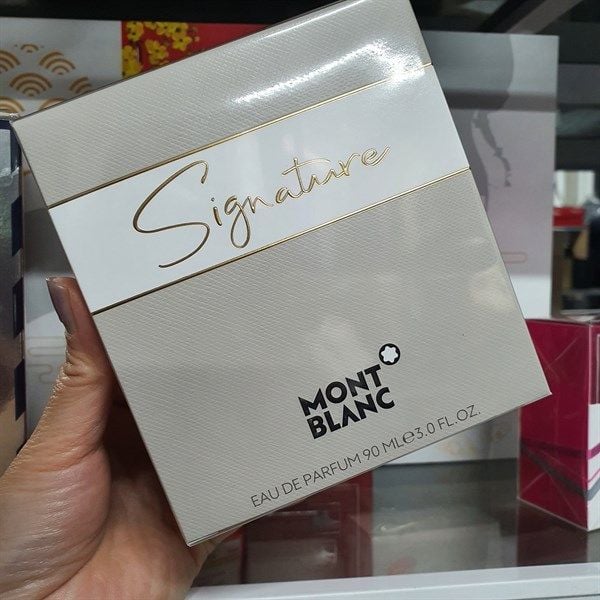 Signature
MONT
BLANC
EAU DE PARFUM 90 ML℮3.0 FL.OZ.